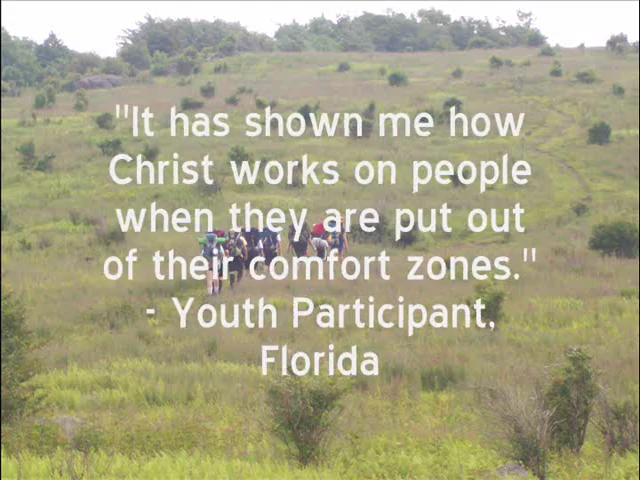 "It has shown me how
Christ works on people
when they are put out
of their comfort zones."
- Youth Participant,
Florida